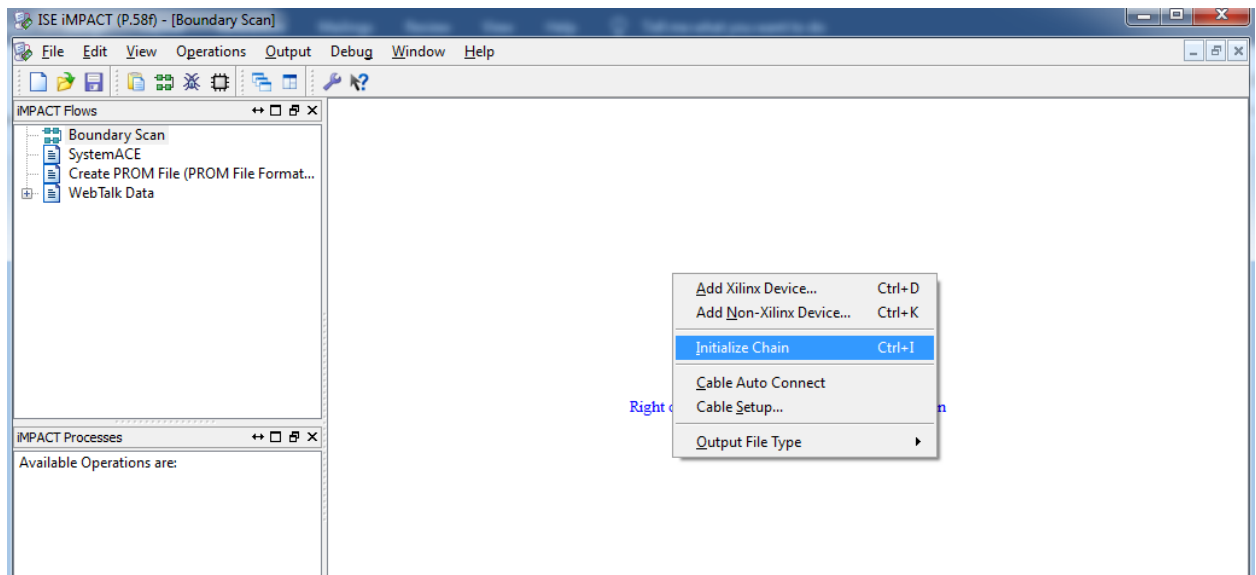 ISE iMPACT (P.58f) - [Boundary Scan]
File Edit View Operations Output Debug Window Help
iMPACT Flows
Boundary Scan
SystemACE
Create PROM File (PROM File Format...
WebTalk Data
iMPACT Processes
Available Operations are:
Add Xilinx Device... Ctrl+D
Add Non-Xilinx Device... Ctrl+K
Initialize Chain Ctrl+I
Cable Auto Connect
Cable Setup...
Right
Output File Type